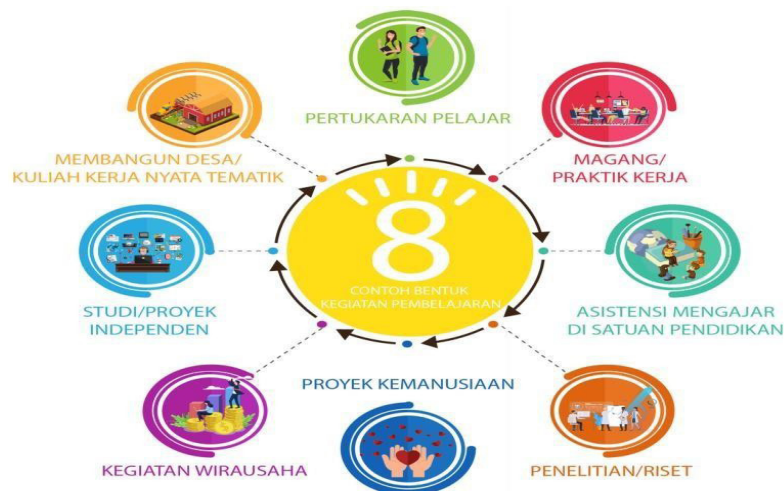 PERTUKARAN PELAJAR
MAGANG/
PRAKTIK KERJA
ASISTENSI MENGAJAR
DI SATUAN PENDIDIKAN
PENELITIAN/RISET
PROYEK KEMANUSIAAN
KEGIATAN WIRAUSAHA
STUDI/PROYEK
INDEPENDEN
MEMBANGUN DESA/
KULIAH KERJA NYATA TEMATIK
8
CONTOH BENTUK
KEGIATAN PEMBELAJARAN